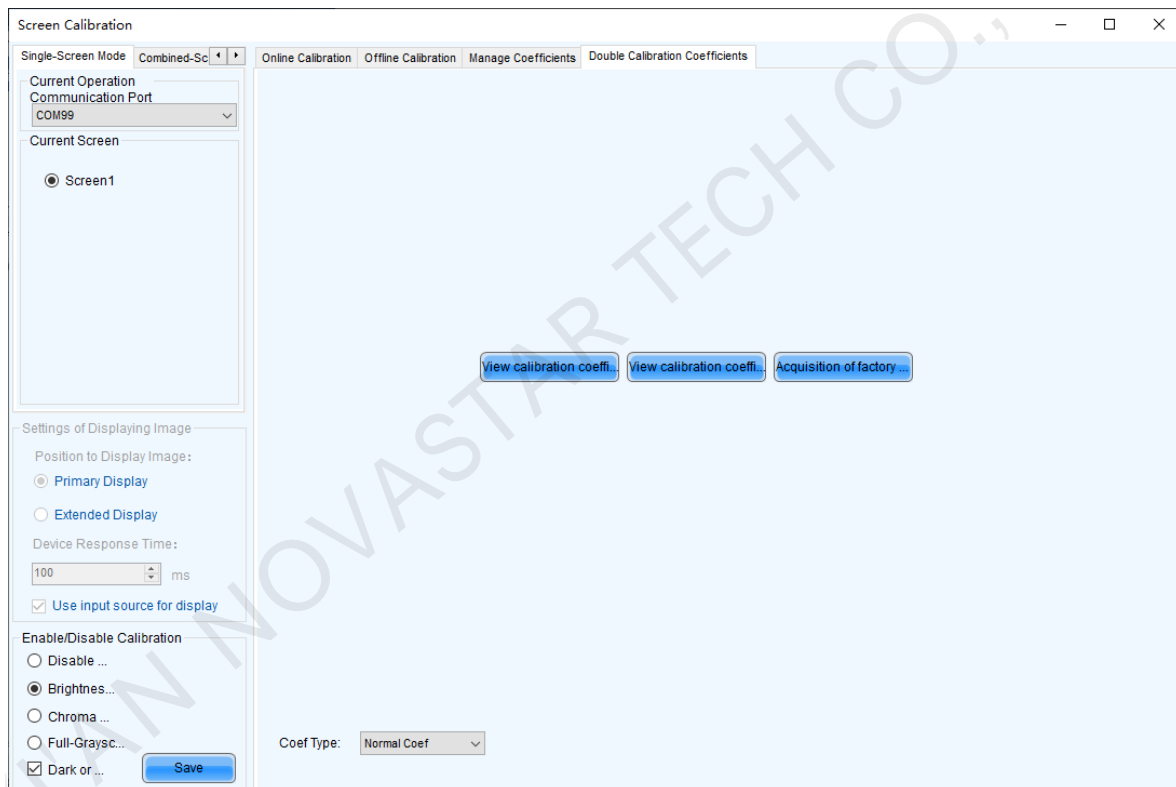 Screen Calibration
Single-Screen Mode
Combined-Sc
Online Calibration
Offline Calibration
Manage Coefficients
Double Calibration Coefficients
Current Operation
Communication Port
COM99
Current Screen
Screen1
View calibration coeffi...
View calibration coeffi...
Acquisition of factory ...
Settings of Displaying Image
Position to Display Image:
Primary Display
Extended Display
Device Response Time:
100 ms
Use input source for display
Enable/Disable Calibration
Disable ...
Brightnes...
Chroma ...
Full-Graysc...
Dark or ...
Save
Coef Type: Normal Coef
'AN NOVASTAR TECH CO.,